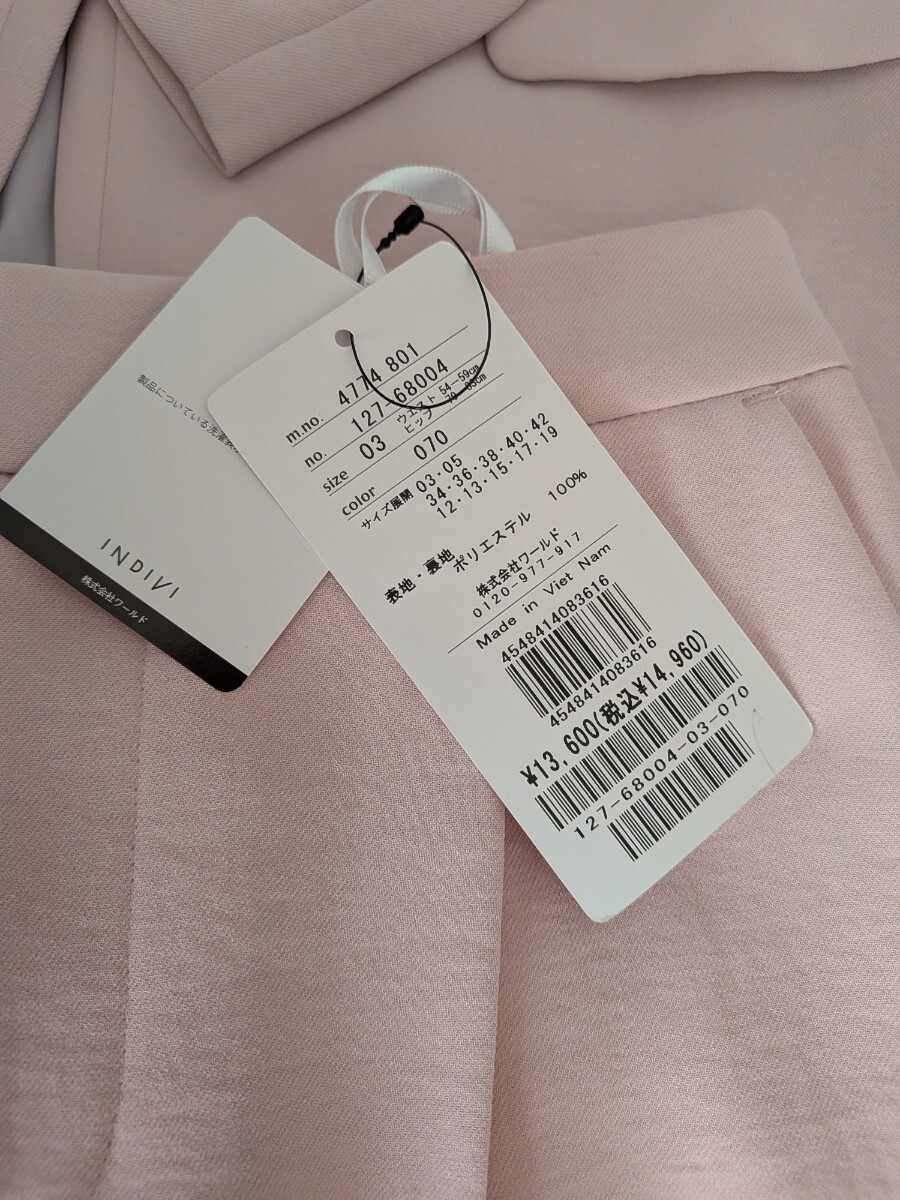 製品についている洗濯表
INDIVI
株式会社ワールド
m.no. 4774 801
no. 127-68004
size 03 ウエスト 54-59cm
ヒップ
color 070
サイズ展開 03・05
34・36・38・40・42
12・13・15・17・19
表地・裏地 ポリエステル 100%
株式会社ワールド
0120-977-917
Made in Viet Nam
4548414083616
4548414083616
¥13,600(税込¥14,960)
127-68004-03-070